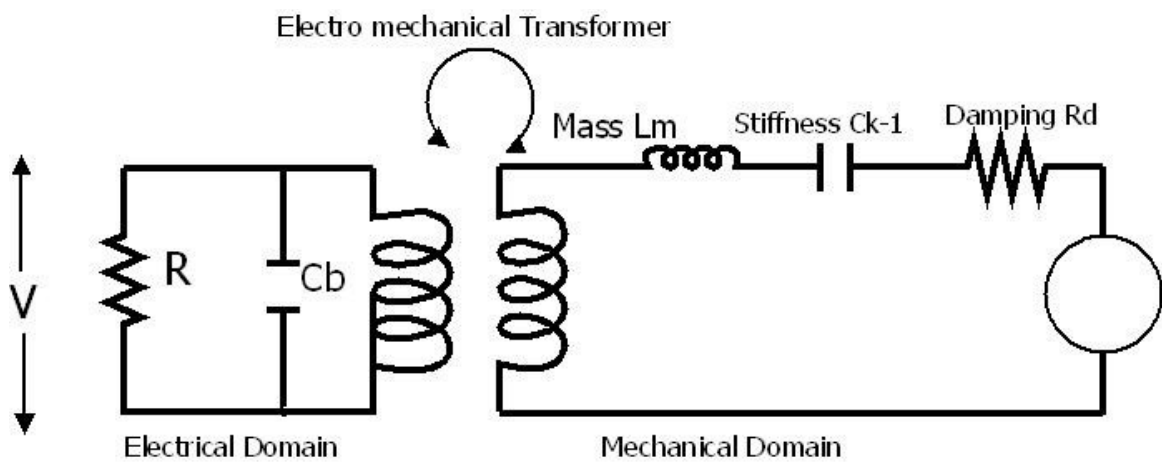 Electro mechanical Transformer
Mass Lm
Stiffness Ck-1
Damping Rd
V
R
Cb
Electrical Domain
Mechanical Domain